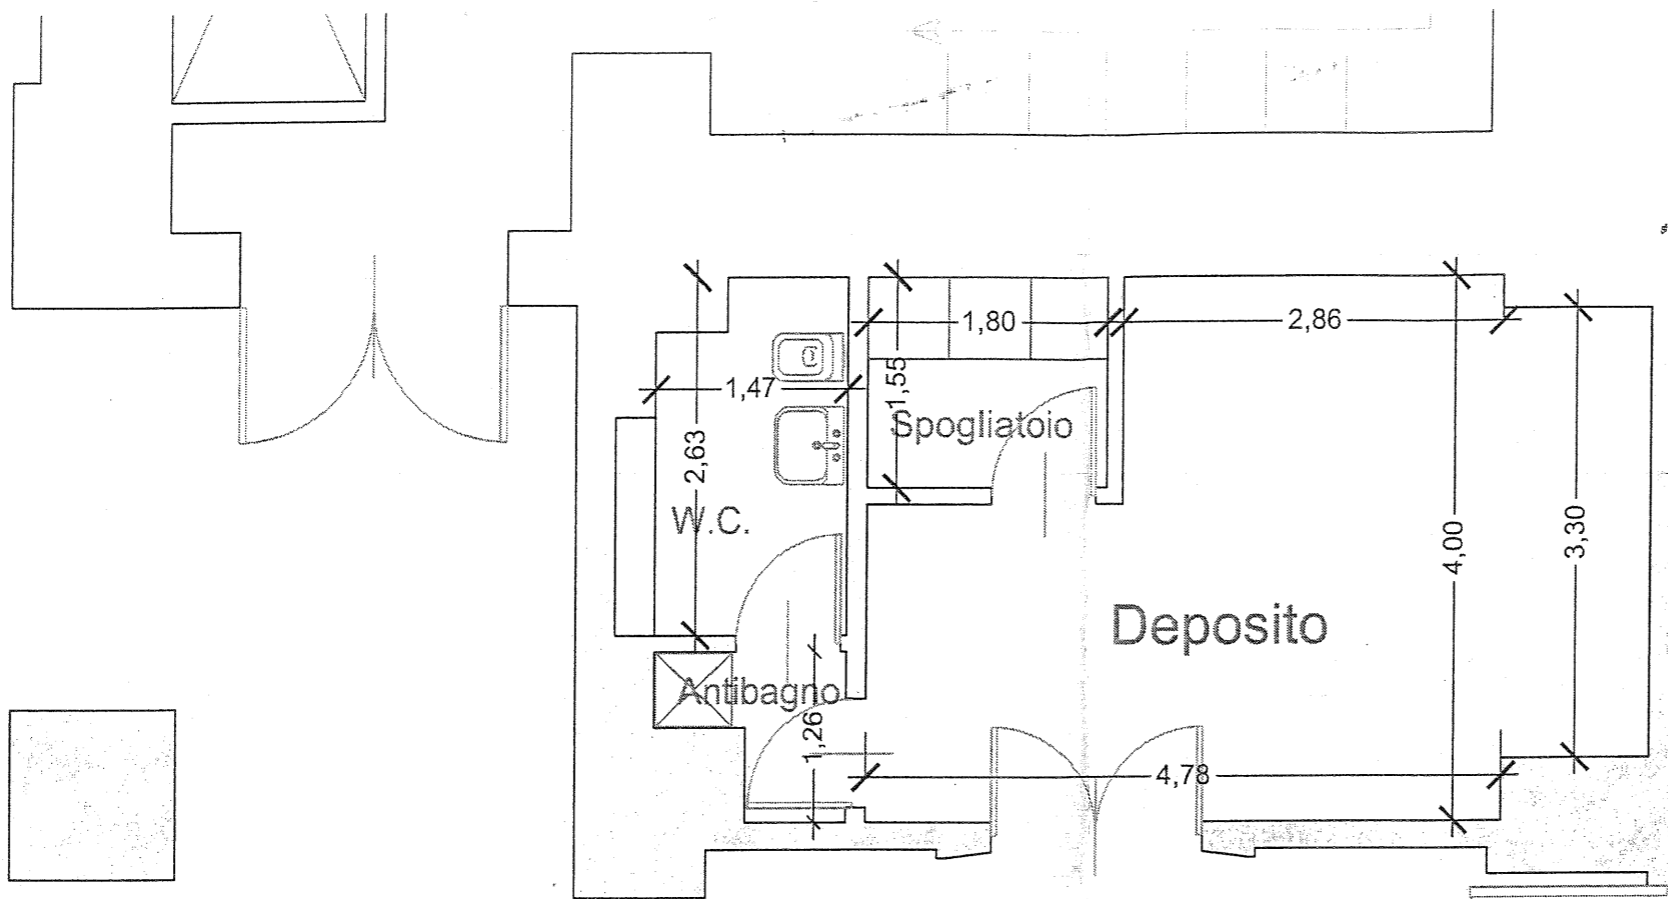 1,80
2,86
1,55
1,47
Spogliatoio
2,63
W.C.
4,00
3,30
Deposito
Antibagno
1,26
4,78